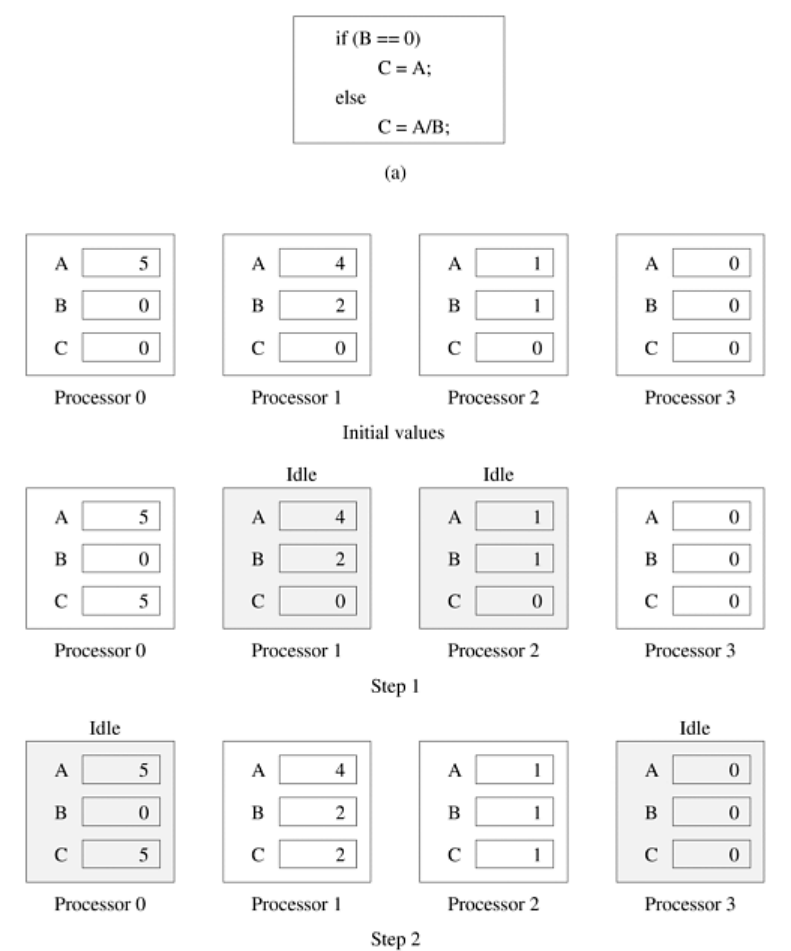 if (B == 0)
C = A;
else
C = A/B;
(a)
A 5 A 4 A 1 A 0
B 0 B 2 B 1 B 0
C 0 C 0 C 0 C 0
Processor 0 Processor 1 Processor 2 Processor 3
Initial values
Idle Idle
A 5 A 4 A 1 A 0
B 0 B 2 B 1 B 0
C 5 C 0 C 0 C 0
Processor 0 Processor 1 Processor 2 Processor 3
Step 1
Idle Idle
A 5 A 4 A 1 A 0
B 0 B 2 B 1 B 0
C 5 C 2 C 1 C 0
Processor 0 Processor 1 Processor 2 Processor 3
Step 2